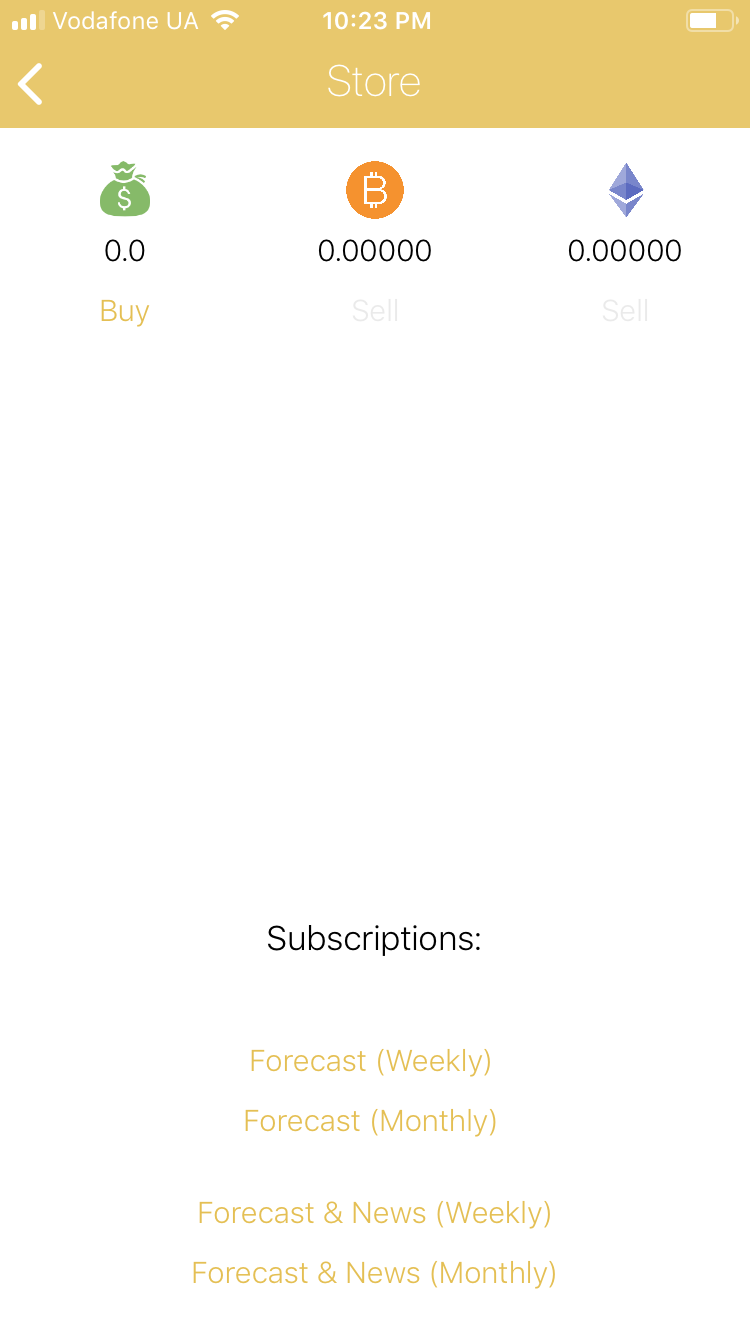 Vodafone UA 10:23 PM
Store
0.0 0.00000 0.00000
Buy Sell Sell
Subscriptions:
Forecast (Weekly)
Forecast (Monthly)
Forecast & News (Weekly)
Forecast & News (Monthly)